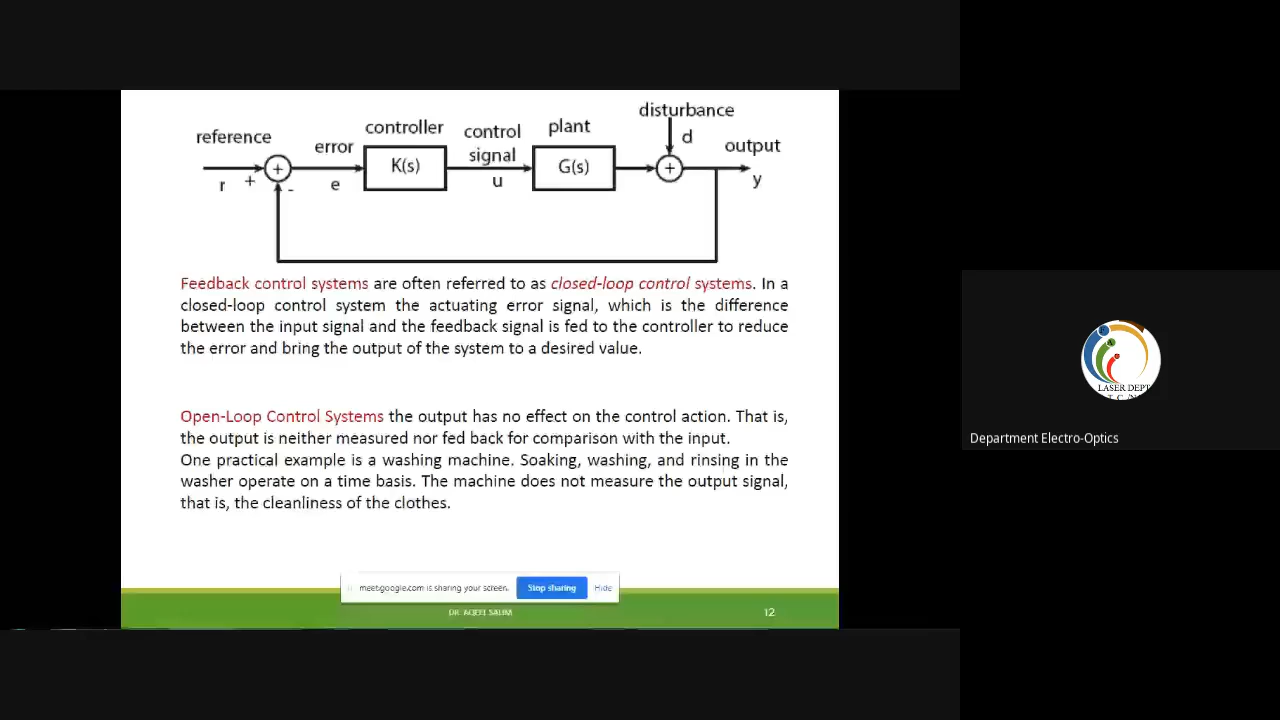 disturbance
controller
control
plant
reference
error
signal
d
output
+
K(s)
G(s)
+
r
+
-
e
u
y
Feedback control systems are often referred to as closed-loop control systems. In a
closed-loop control system the actuating error signal, which is the difference
between the input signal and the feedback signal is fed to the controller to reduce
the error and bring the output of the system to a desired value.
Open-Loop Control Systems the output has no effect on the control action. That is,
the output is neither measured nor fed back for comparison with the input.
One practical example is a washing machine. Soaking, washing, and rinsing in the
washer operate on a time basis. The machine does not measure the output signal,
that is, the cleanliness of the clothes.
meet.google.com is sharing your screen.
Stop sharing
Hide
DR. AQEEL SALIM
12
LASER DEPT
Department Electro-Optics